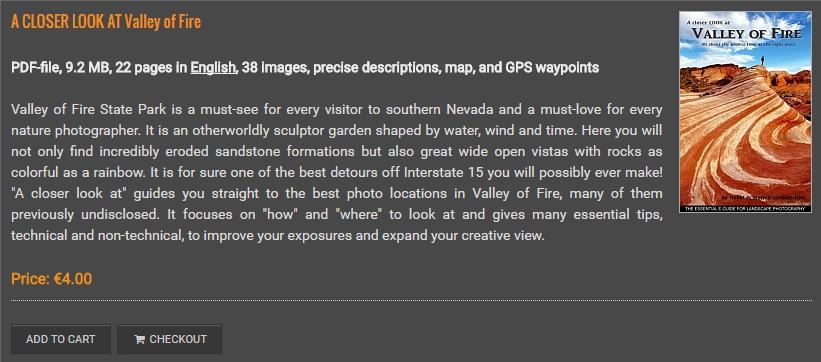 A CLOSER LOOK AT Valley of Fire
PDF-file, 9.2 MB, 22 pages in English, 38 images, precise descriptions, map, and GPS waypoints
Valley of Fire State Park is a must-see for every visitor to southern Nevada and a must-love for every
nature photographer. It is an otherworldly sculptor garden shaped by water, wind and time. Here you will
not only find incredibly eroded sandstone formations but also great wide open vistas with rocks as
colorful as a rainbow. It is for sure one of the best detours off Interstate 15 you will possibly ever make!
"A closer look at" guides you straight to the best photo locations in Valley of Fire, many of them
previously undisclosed. It focuses on "how" and "where" to look at and gives many essential tips,
technical and non-technical, to improve your exposures and expand your creative view.
Price: €4.00
ADD TO CART
CHECKOUT
A closer LOOK at
VALLEY OF FIRE
All about the perfect time at the right place
THE ESSENTIAL E-GUIDE FOR LANDSCAPE PHOTOGRAPHY